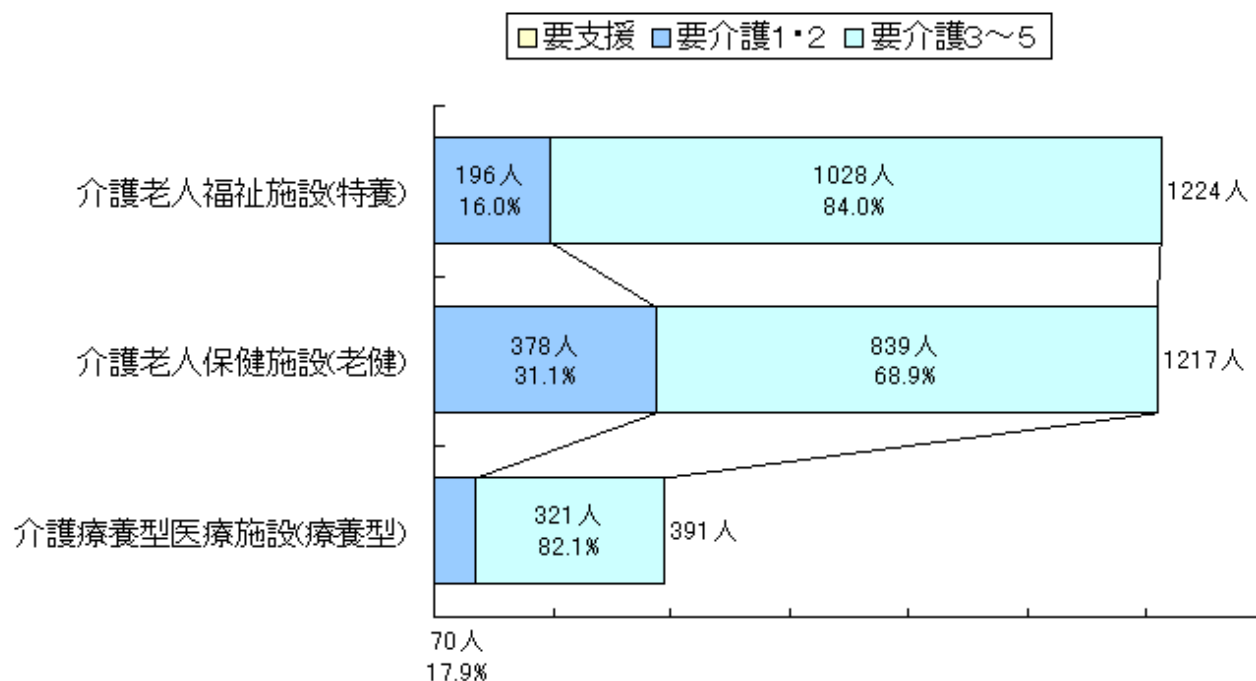 要支援 要介護1・2 要介護3～5
介護老人福祉施設(特養)
196人
16.0%
1028人
84.0%
1224人
介護老人保健施設(老健)
378人
31.1%
839人
68.9%
1217人
介護療養型医療施設(療養型)
321人
82.1%
391人
70人
17.9%